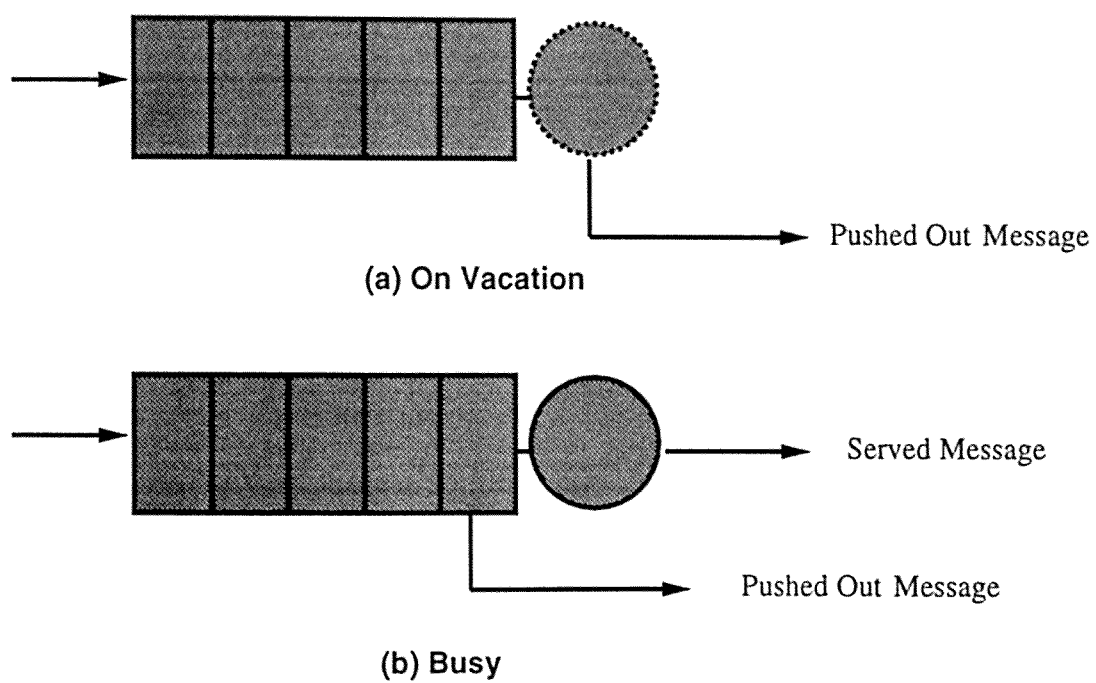 Pushed Out Message
(a) On Vacation
Served Message
Pushed Out Message
(b) Busy